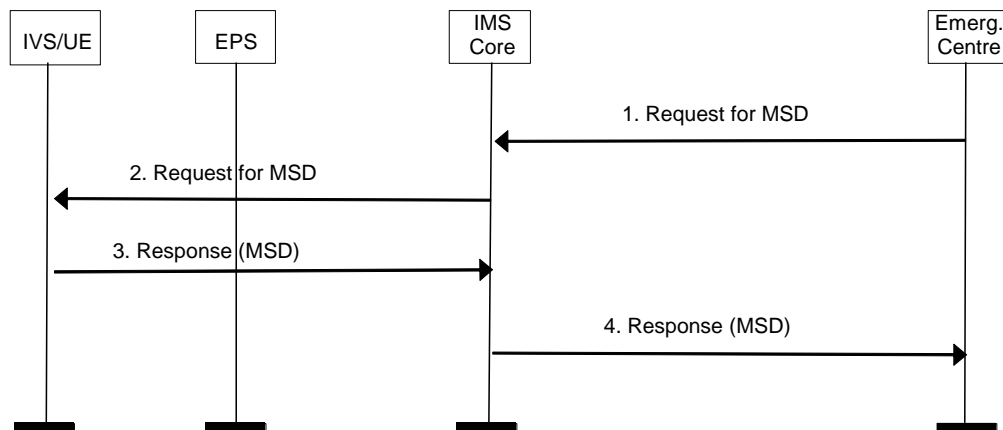 IVS/UE
EPS
IMS
Core
Emerg.
Centre
1. Request for MSD
2. Request for MSD
3. Response (MSD)
4. Response (MSD)